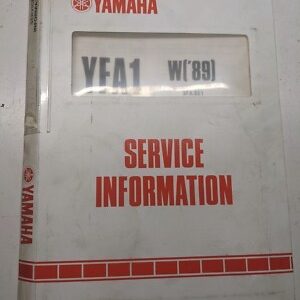 YAMAHA
YFA1 W('89)
SERVICE
INFORMATION
YAMAHA